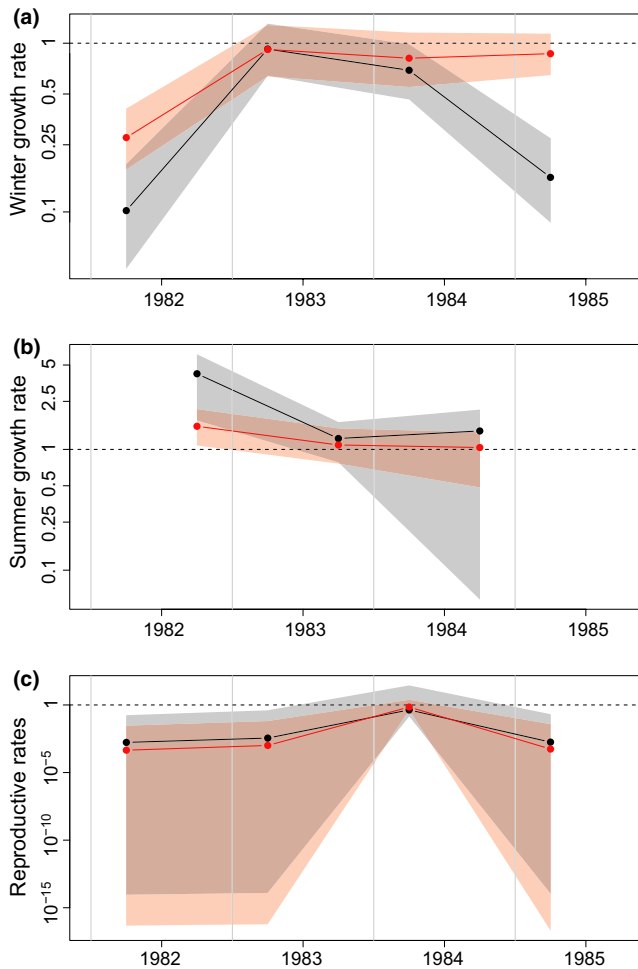 (a)
Winter growth rate
1
0.5
0.25
0.1
1982 1983 1984 1985
(b)
Summer growth rate
5
2.5
1
0.5
0.25
0.1
1982 1983 1984 1985
(c)
Reproductive rates
1
10⁻⁵
10⁻¹⁰
10⁻¹⁵
1982 1983 1984 1985